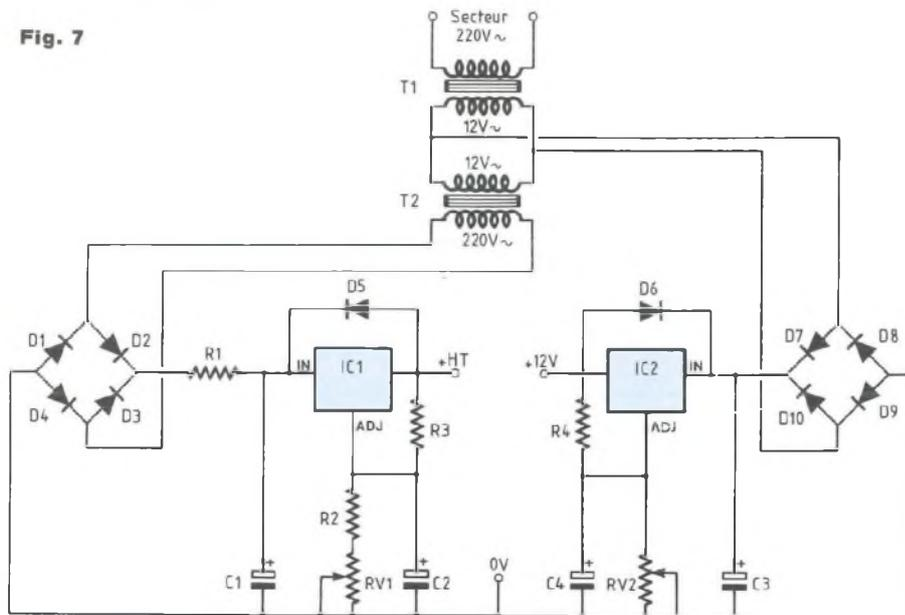 Fig. 7
Secteur
220V~
T1
12V~
12V~
T2
220V~
D5
D6
D1
D2
R1
IN
IC1
+HT
+12V
IC2
IN
D7
D8
D4
D3
ADJ
R3
R4
ADJ
D10
D9
R2
C1
+
RV1
C2
+
0V
C4
+
RV2
C3
+